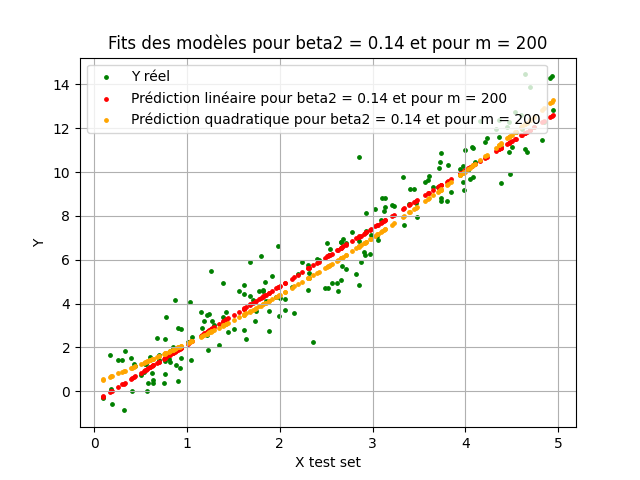 Fits des modèles pour beta2 = 0.14 et pour m = 200
Y réel
Prédiction linéaire pour beta2 = 0.14 et pour m = 200
Prédiction quadratique pour beta2 = 0.14 et pour m = 200
14
12
10
8
6
4
2
0
Y
0 1 2 3 4 5
X test set